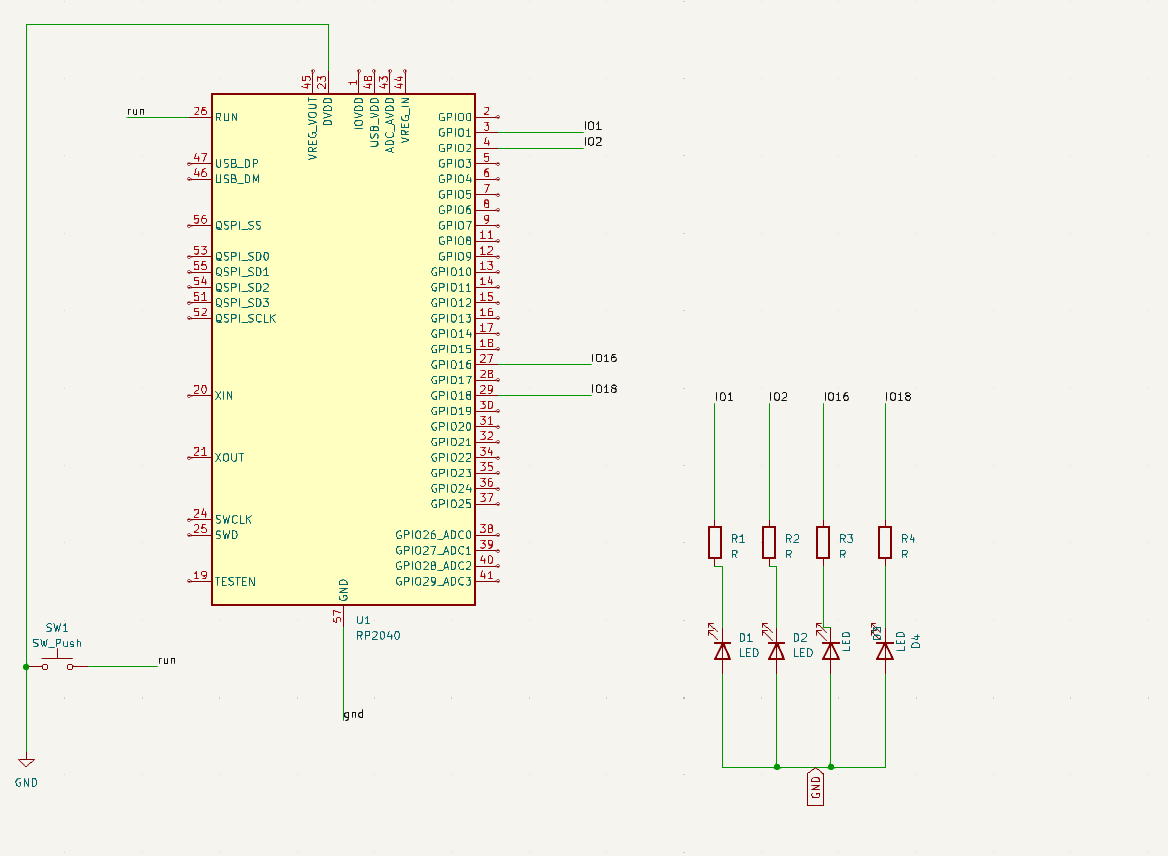 45
23
1
48
43
44
VREG_VOUT
DVDD
IOVDD
USB_VDD
ADC_AVDD
VREG_IN
run
26
RUN
47
USB_DP
46
USB_DM
56
QSPI_SS
53
QSPI_SD0
55
QSPI_SD1
54
QSPI_SD2
51
QSPI_SD3
52
QSPI_SCLK
20
XIN
21
XOUT
24
SWCLK
25
SWD
19
TESTEN
GPIO0
2
GPIO1
3
IO1
GPIO2
4
IO2
GPIO3
5
GPIO4
6
GPIO5
7
GPIO6
8
GPIO7
9
GPIO8
11
GPIO9
12
GPIO10
13
GPIO11
14
GPIO12
15
GPIO13
16
GPIO14
17
GPIO15
18
GPIO16
27
IO16
GPIO17
28
GPIO18
29
IO18
GPIO19
30
GPIO20
31
GPIO21
32
GPIO22
34
GPIO23
35
GPIO24
36
GPIO25
37
GPIO26_ADC0
38
GPIO27_ADC1
39
GPIO28_ADC2
40
GPIO29_ADC3
41
GND
57
U1
RP2040
gnd
SW1
SW_Push
run
GND
IO1
IO2
IO16
IO18
R1
R
R2
R
R3
R
R4
R
D1
LED
D2
LED
LED
D3
LED
D4
GND